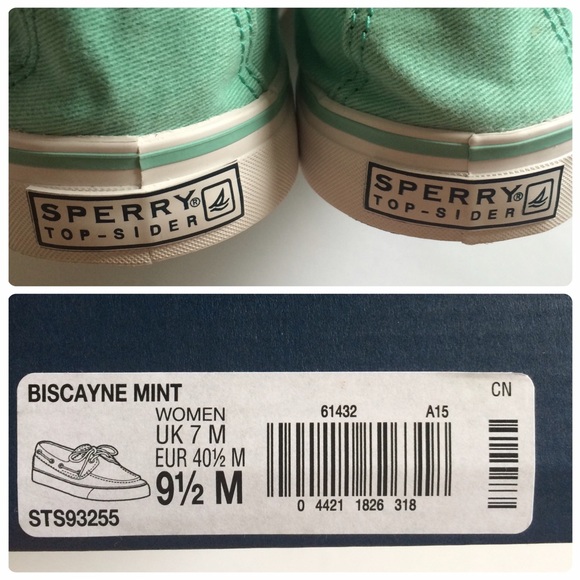 SPERRY®
TOP-SIDER
SPERRY®
TOP-SIDER
BISCAYNE MINT
CN
WOMEN
61432 A15
UK 7 M
EUR 40½ M
9½ M
0 4421 1826 318
STS93255